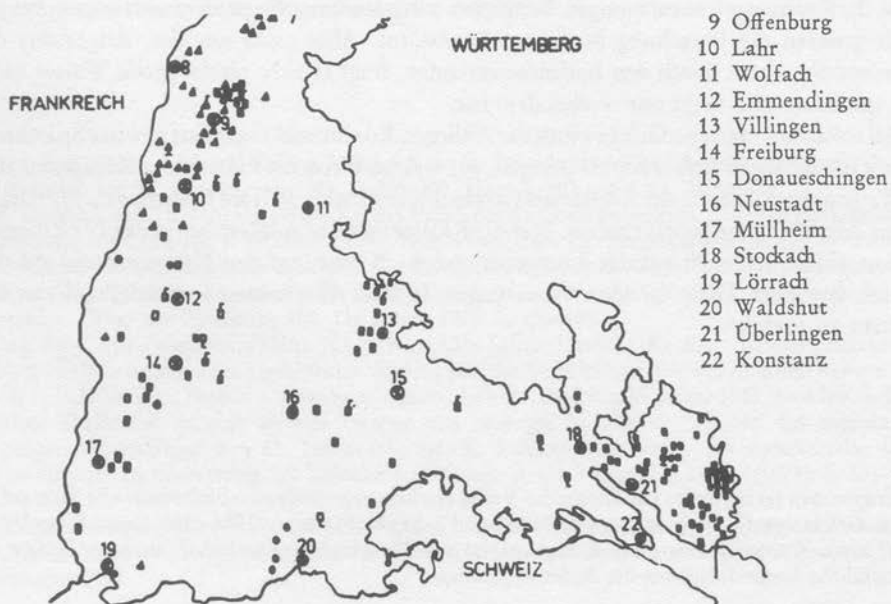 WÜRTTEMBERG
FRANKREICH
SCHWEIZ
8
9
10
11
12
13
14
15
16
17
18
19
20
21
22
9 Offenburg
10 Lahr
11 Wolfach
12 Emmendingen
13 Villingen
14 Freiburg
15 Donaueschingen
16 Neustadt
17 Müllheim
18 Stockach
19 Lörrach
20 Waldshut
21 Übenlingen
22 Konstanz